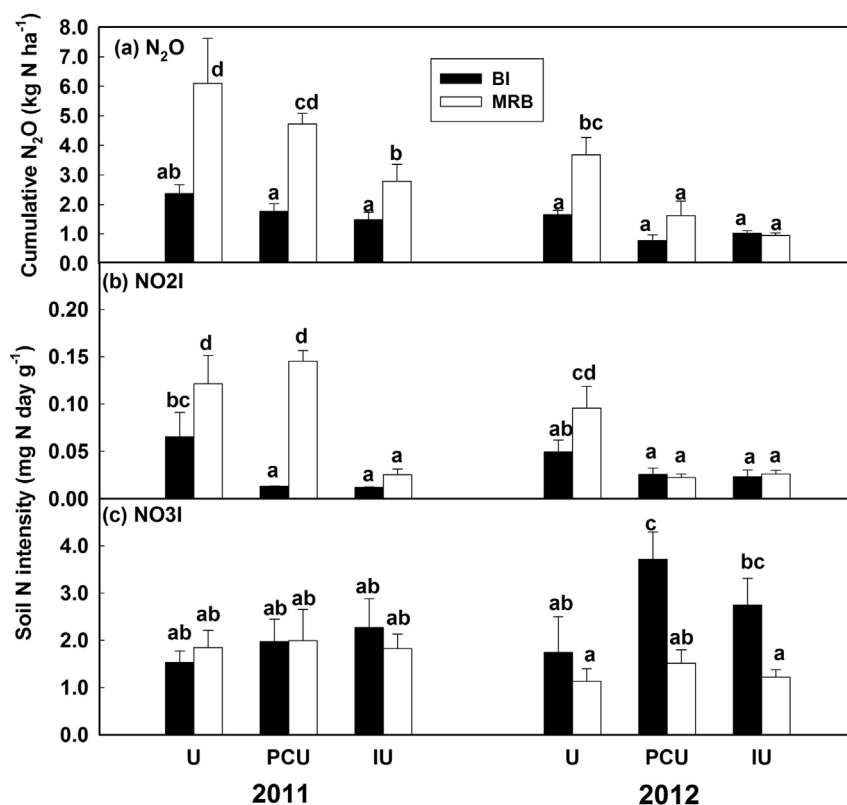 (a) N₂O
BI
MRB
Cumulative N₂O (kg N ha⁻¹)
8.0
7.0
6.0
5.0
4.0
3.0
2.0
1.0
0.0
ab d a cd a b a bc a a a a
(b) NO2I
Soil N intensity (mg N day g⁻¹)
0.20
0.15
0.10
0.05
0.00
bc d a d a a ab cd a a a a
(c) NO3I
4.0
3.0
2.0
1.0
0.0
ab ab ab ab ab ab ab a c ab bc a
U PCU IU U PCU IU
2011 2012